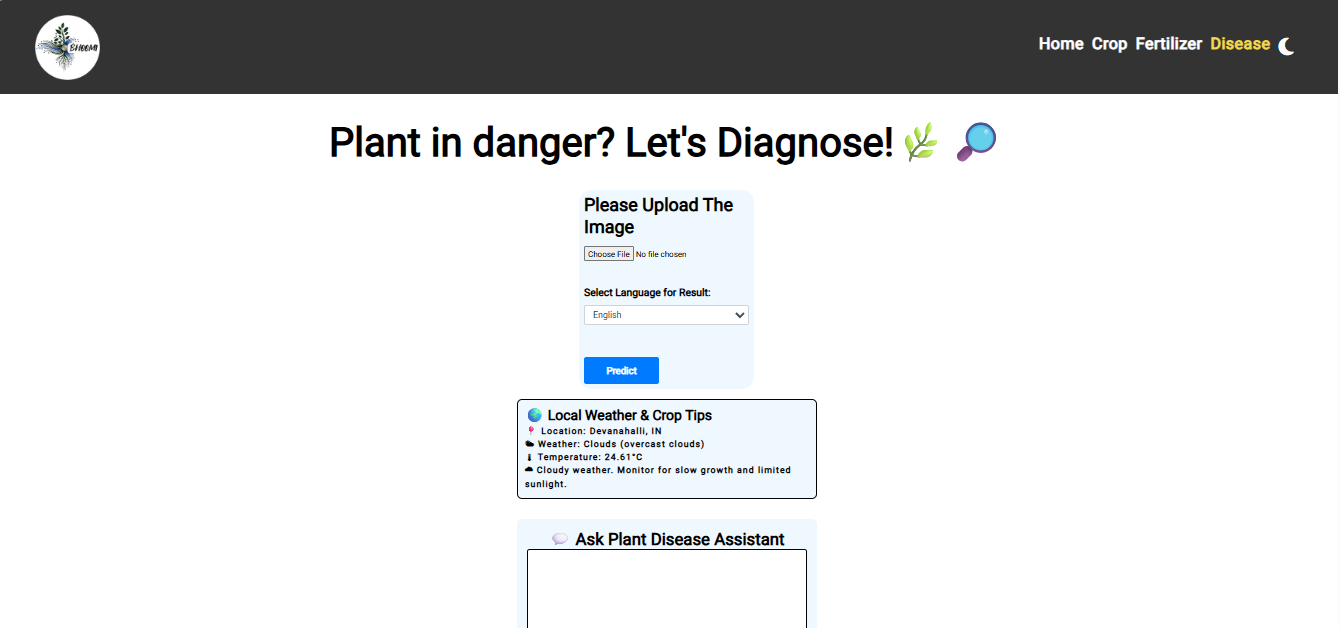 BHOOMI
Home Crop Fertilizer Disease
Plant in danger? Let's Diagnose!
Please Upload The
Image
Choose File No file chosen
Select Language for Result:
English
Predict
Local Weather & Crop Tips
Location: Devanahalli, IN
Weather: Clouds (overcast clouds)
Temperature: 24.61°C
Cloudy weather. Monitor for slow growth and limited
sunlight.
Ask Plant Disease Assistant